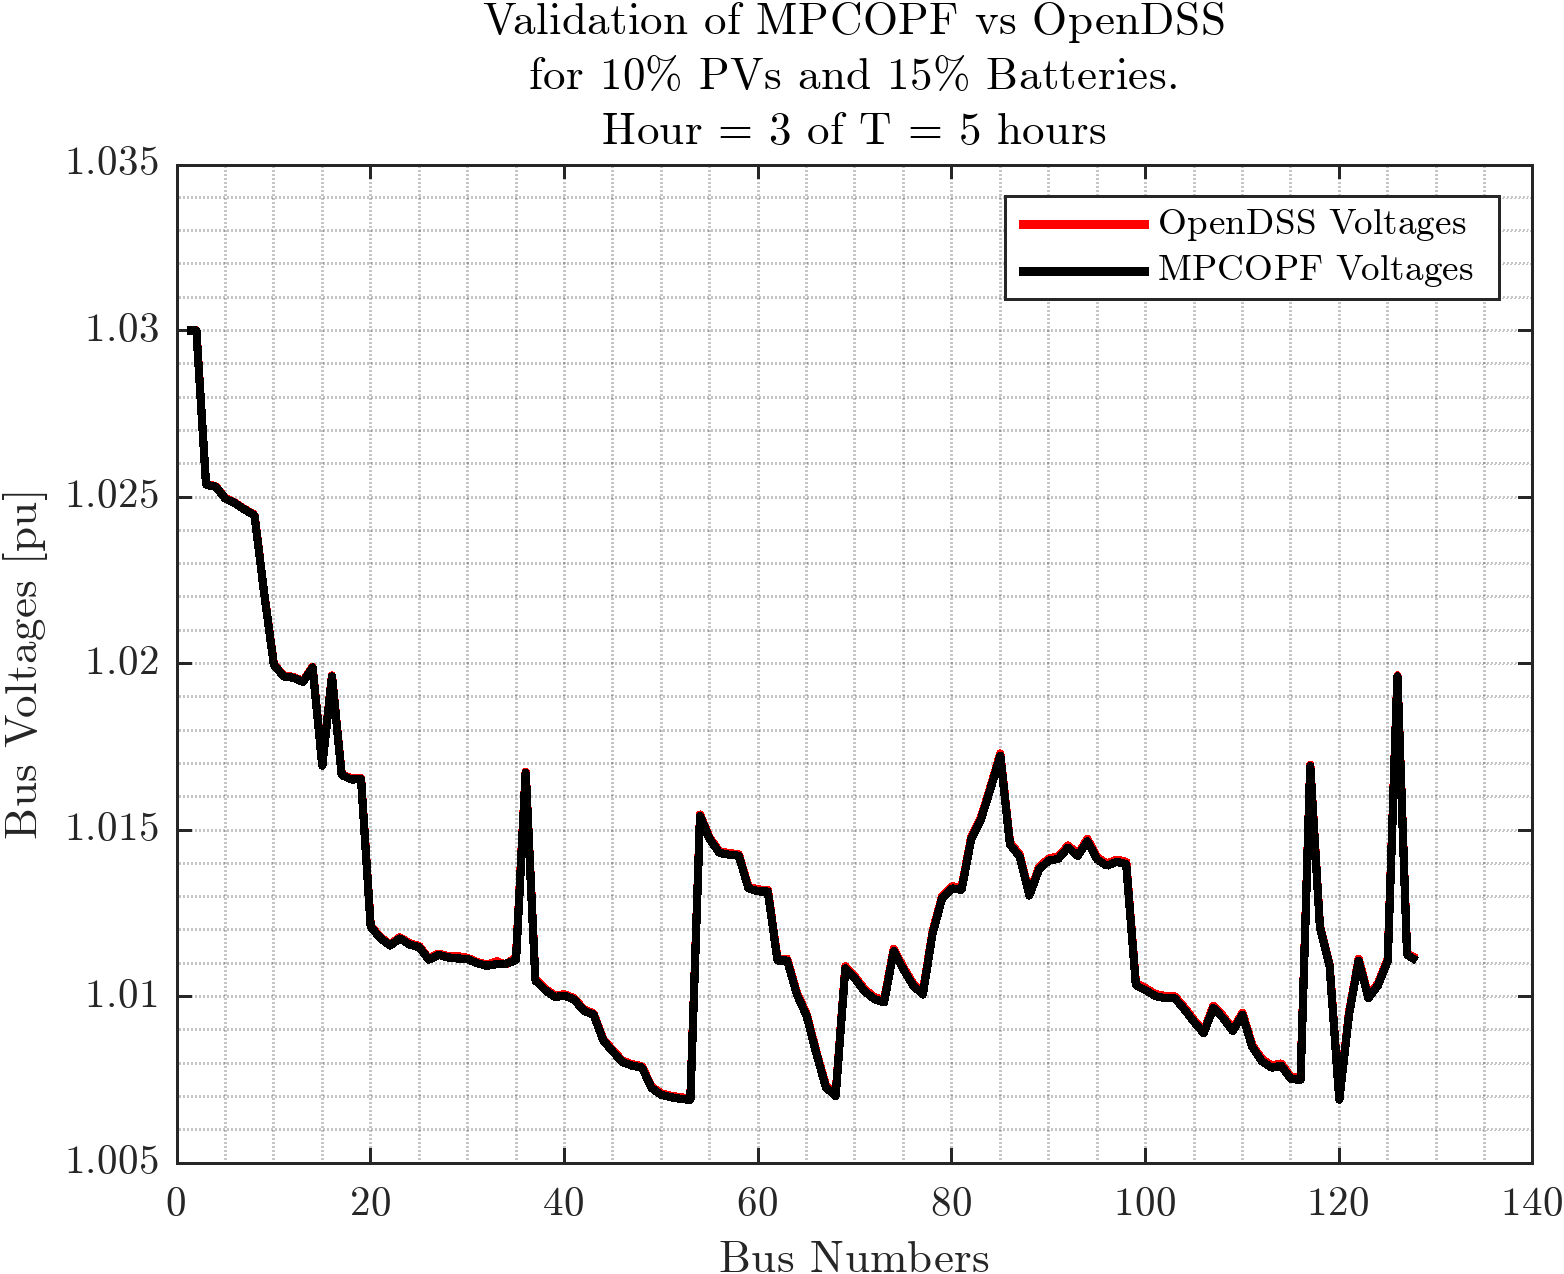 Validation of MPCOPF vs OpenDSS
for 10% PVs and 15% Batteries.
Hour = 3 of T = 5 hours
1.035
1.03
1.025
1.02
1.015
1.01
1.005
Bus Voltages [pu]
OpenDSS Voltages
MPCOPF Voltages
0 20 40 60 80 100 120 140
Bus Numbers